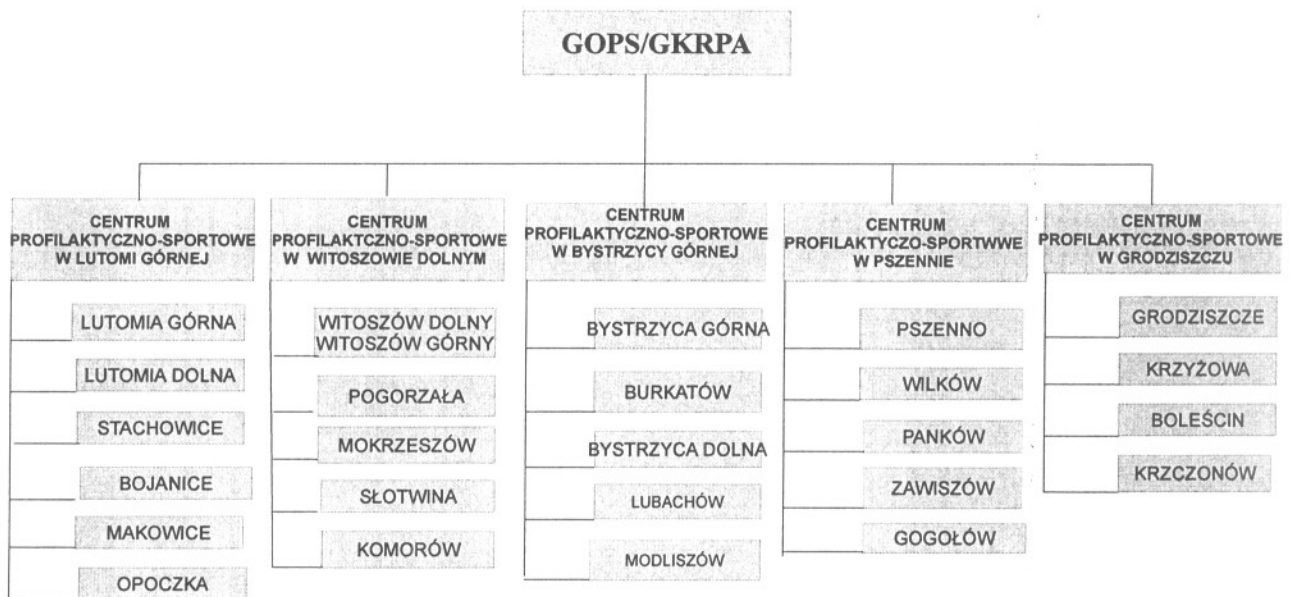 GOPS/GKRPA
CENTRUM
PROFILAKTYCZNO-SPORTOWE
W LUTOMI GÓRNEJ
LUTOMIA GÓRNA
LUTOMIA DOLNA
STACHOWICE
BOJANICE
MAKOWICE
OPOCZKA
CENTRUM
PROFILAKTCZNO-SPORTOWE
W WITOSZOWIE DOLNYM
WITOSZÓW DOLNY
WITOSZÓW GÓRNY
POGORZAŁA
MOKRZESZÓW
SŁOTWINA
KOMORÓW
CENTRUM
PROFILAKTYCZNO-SPORTOWE
W BYSTRZYCY GÓRNEJ
BYSTRZYCA GÓRNA
BURKATÓW
BYSTRZYCA DOLNA
LUBACHÓW
MODLISZÓW
CENTRUM
PROFILAKTYCZO-SPORTWWE
W PSZENNIE
PSZENNO
WILKÓW
PANKÓW
ZAWISZÓW
GOGOŁÓW
CENTRUM
PROFILAKTYCZNO-SPORTOWE
W GRODZISZCZU
GRODZISZCZE
KRZYŻOWA
BOLEŚCIN
KRZCZONÓW